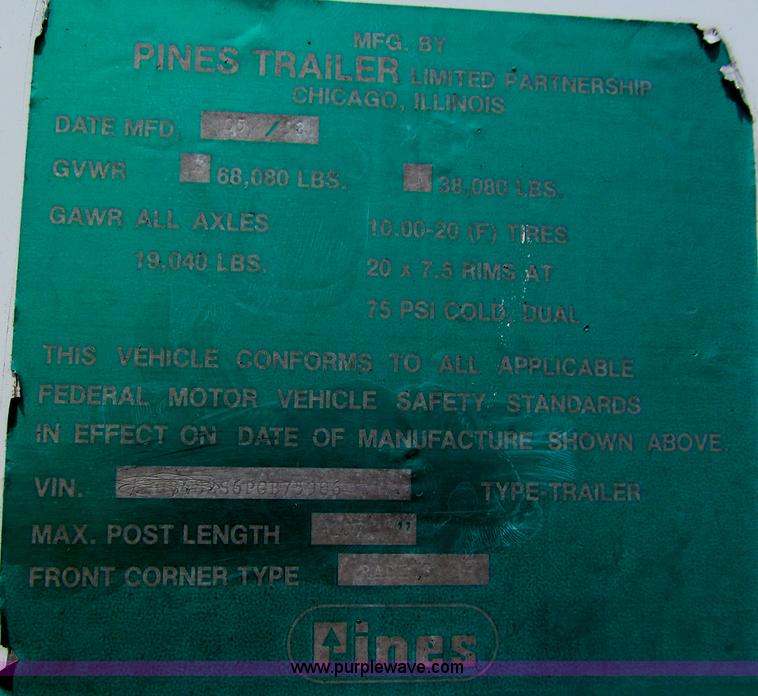 MFG. BY
PINES TRAILER LIMITED PARTNERSHIP
CHICAGO, ILLINOIS
DATE MFD.
GVWR 68,080 LBS. 38,080 LBS.
GAWR ALL AXLES 10.00-20 (F) TIRES
19,040 LBS. 20 x 7.5 RIMS AT
75 PSI COLD, DUAL
THIS VEHICLE CONFORMS TO ALL APPLICABLE
FEDERAL MOTOR VEHICLE SAFETY STANDARDS
IN EFFECT ON DATE OF MANUFACTURE SHOWN ABOVE.
VIN. TYPE-TRAILER
MAX. POST LENGTH "
FRONT CORNER TYPE
Pines
www.purplewave.com